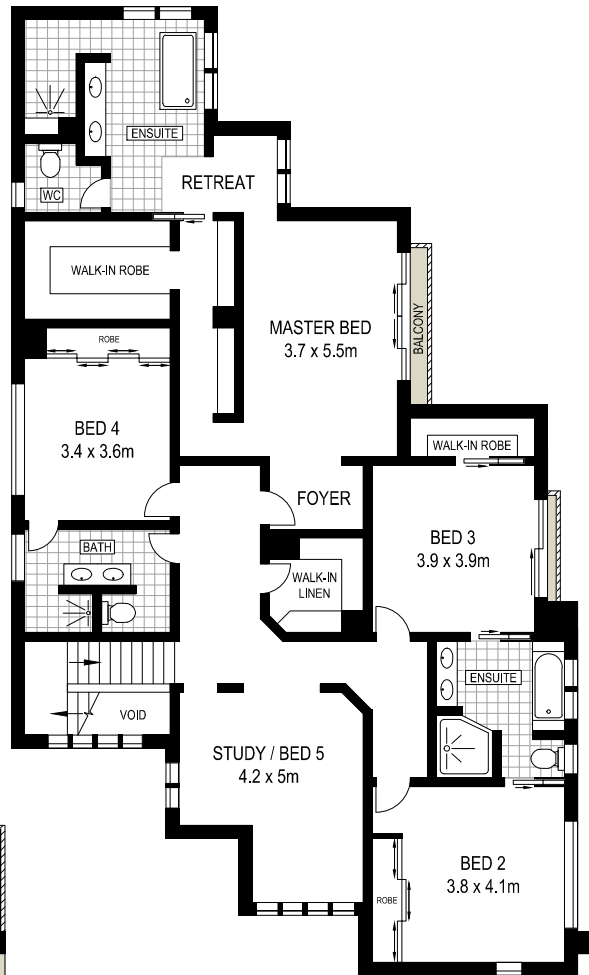 ENSUITE
RETREAT
WC
WALK-IN ROBE
MASTER BED
3.7 x 5.5m
BALCONY
ROBE
BED 4
3.4 x 3.6m
WALK-IN ROBE
FOYER
BED 3
3.9 x 3.9m
BATH
WALK-IN
LINEN
ENSUITE
VOID
STUDY / BED 5
4.2 x 5m
BED 2
3.8 x 4.1m
ROBE